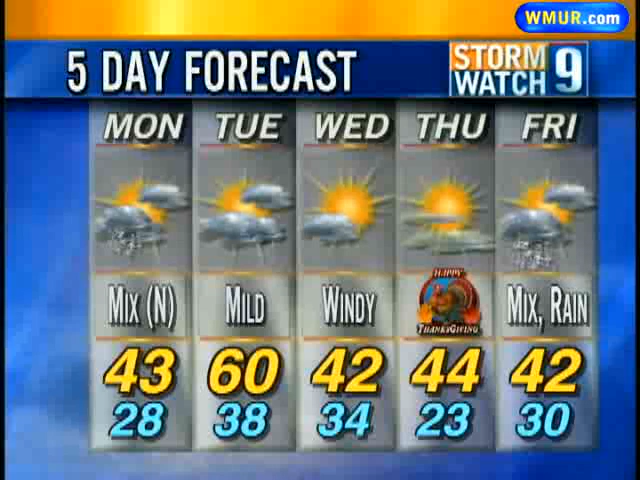 WMUR.com
5 DAY FORECAST
STORM
WATCH 9
MON TUE WED THU FRI
HAPPY
THANKSGIVING
MIX (N) MILD WINDY MIX, RAIN
43 60 42 44 42
28 38 34 23 30